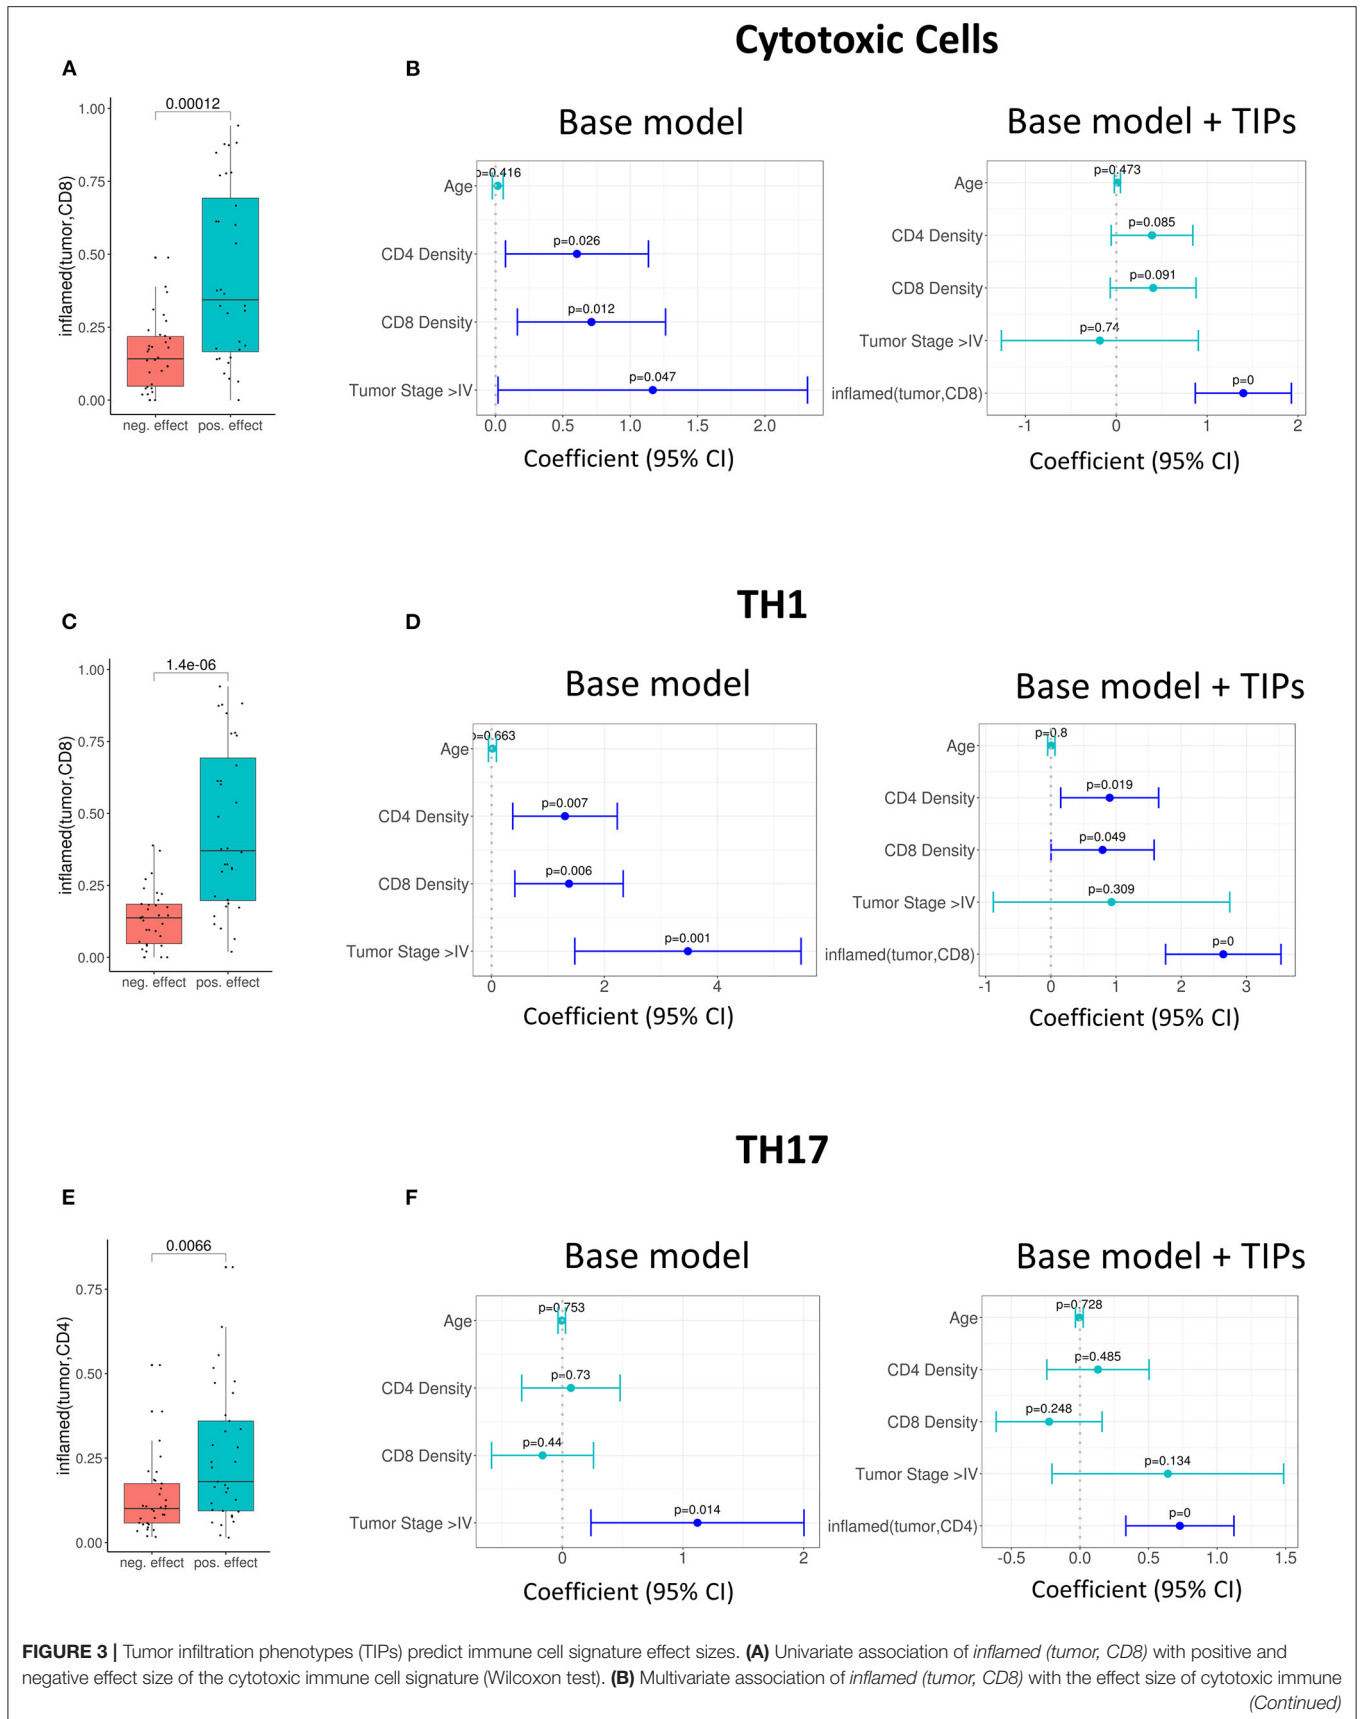 Cytotoxic Cells
A
B
Base model
Base model + TIPs
0.00012
1.00
0.75
0.50
0.25
0.00
inflamed(tumor,CD8)
neg. effect
pos. effect
p=0.416
Age
p=0.026
CD4 Density
p=0.012
CD8 Density
p=0.047
Tumor Stage >IV
0.0 0.5 1.0 1.5 2.0
Coefficient (95% CI)
p=0.473
Age
p=0.085
CD4 Density
p=0.091
CD8 Density
p=0.74
Tumor Stage >IV
p=0
inflamed(tumor,CD8)
-1 0 1 2
Coefficient (95% CI)
TH1
C
D
Base model
Base model + TIPs
1.4e-06
1.00
0.75
0.50
0.25
0.00
inflamed(tumor,CD8)
neg. effect
pos. effect
p=0.663
Age
p=0.007
CD4 Density
p=0.006
CD8 Density
p=0.001
Tumor Stage >IV
0 2 4
Coefficient (95% CI)
p=0.8
Age
p=0.019
CD4 Density
p=0.049
CD8 Density
p=0.309
Tumor Stage >IV
p=0
inflamed(tumor,CD8)
-1 0 1 2 3
Coefficient (95% CI)
TH17
E
F
Base model
Base model + TIPs
0.0066
0.75
0.50
0.25
0.00
inflamed(tumor,CD4)
neg. effect
pos. effect
p=0.753
Age
p=0.73
CD4 Density
p=0.44
CD8 Density
p=0.014
Tumor Stage >IV
0 1 2
Coefficient (95% CI)
p=0.728
Age
p=0.485
CD4 Density
p=0.248
CD8 Density
p=0.134
Tumor Stage >IV
p=0
inflamed(tumor,CD4)
-0.5 0.0 0.5 1.0 1.5
Coefficient (95% CI)
FIGURE 3 | Tumor infiltration phenotypes (TIPs) predict immune cell signature effect sizes. (A) Univariate association of inflamed (tumor, CD8) with positive and
negative effect size of the cytotoxic immune cell signature (Wilcoxon test). (B) Multivariate association of inflamed (tumor, CD8) with the effect size of cytotoxic immune
(Continued)